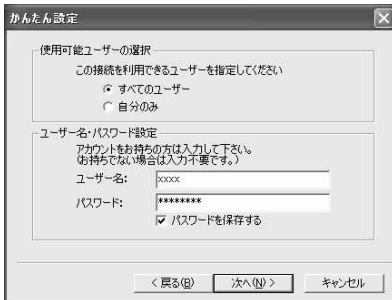 かんたん設定
使用可能ユーザーの選択
この接続を利用できるユーザーを指定してください
すべてのユーザー
自分のみ
ユーザー名・パスワード設定
アカウントをお持ちの方は入力して下さい。
(お持ちでない場合は入力不要です。)
ユーザー名: xxxx
パスワード: ********
パスワードを保存する
< 戻る(B) 次へ(N) > キャンセル